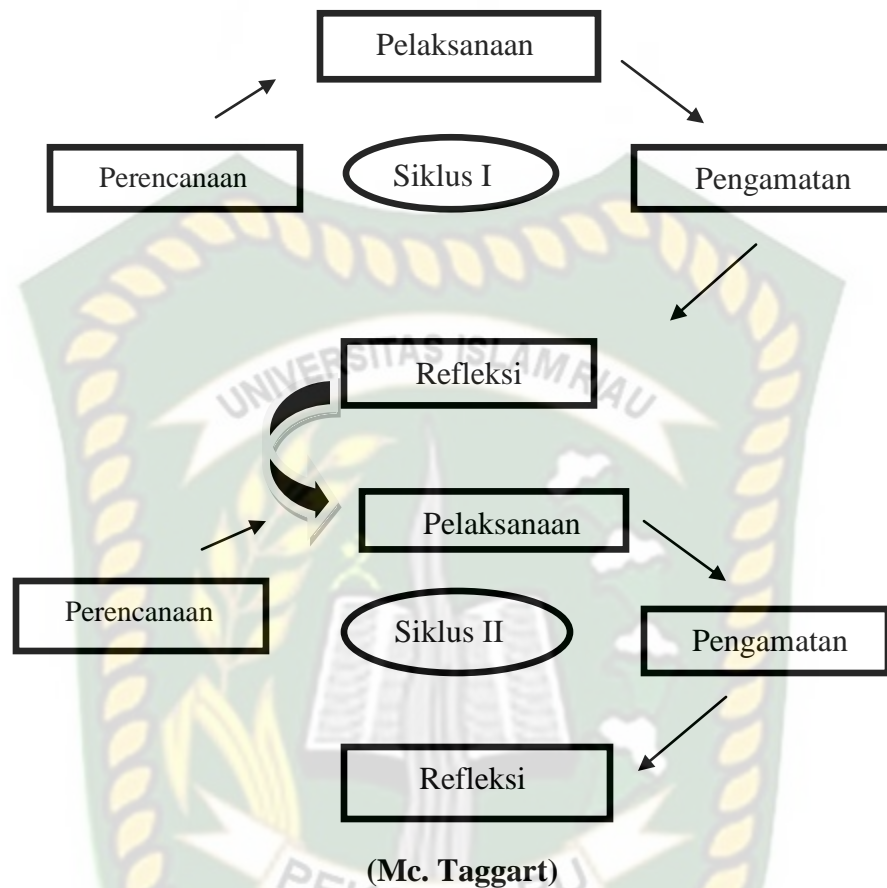 Pelaksanaan
Perencanaan
Siklus I
Pengamatan
UNIVERSITAS ISLAM RIAU
Refleksi
Pelaksanaan
Perencanaan
Siklus II
Pengamatan
Refleksi
(Mc. Taggart)